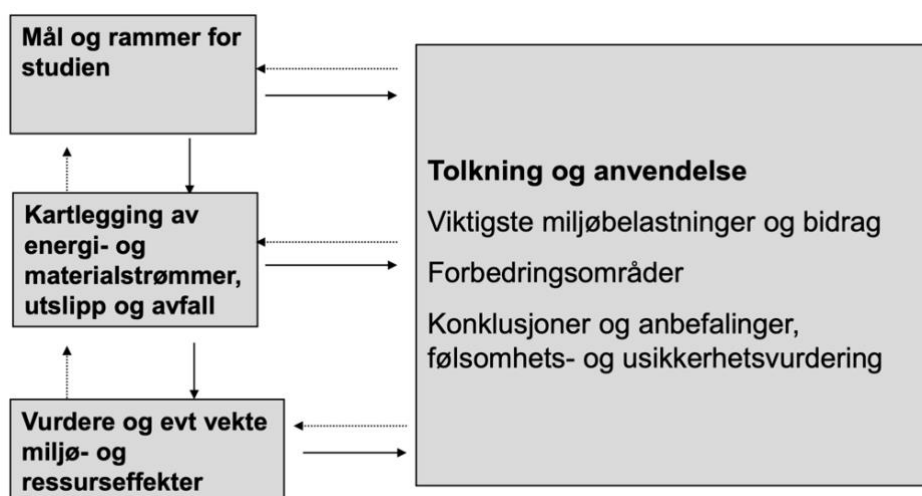 Mål og rammer for
studien
Kartlegging av
energi- og
materialstrømmer,
utslipp og avfall
Vurdere og evt vekte
miljø- og
ressurseffekter
Tolkning og anvendelse
Viktigste miljøbelastninger og bidrag
Forbedringsområder
Konklusjoner og anbefalinger,
følsomhets- og usikkerhetsvurdering